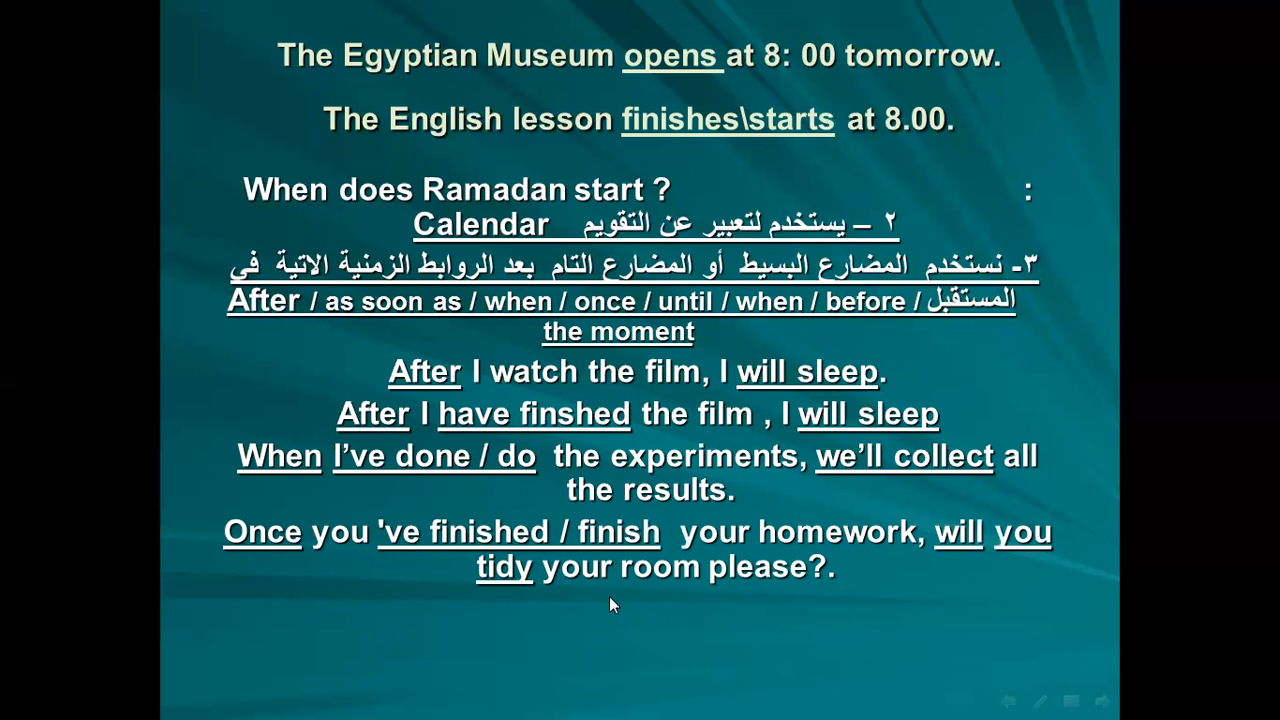 The Egyptian Museum opens at 8: 00 tomorrow.
The English lesson finishes\starts at 8.00.
When does Ramadan start ? :
٢ – يستخدم لتعبير عن التقويم Calendar
٣- نستخدم المضارع البسيط أو المضارع التام بعد الروابط الزمنية الاتية في
After / as soon as / when / once / until / when / before / المستقبل
the moment
After I watch the film, I will sleep.
After I have finshed the film , I will sleep
When I’ve done / do the experiments, we’ll collect all
the results.
Once you 've finished / finish your homework, will you
tidy your room please?.